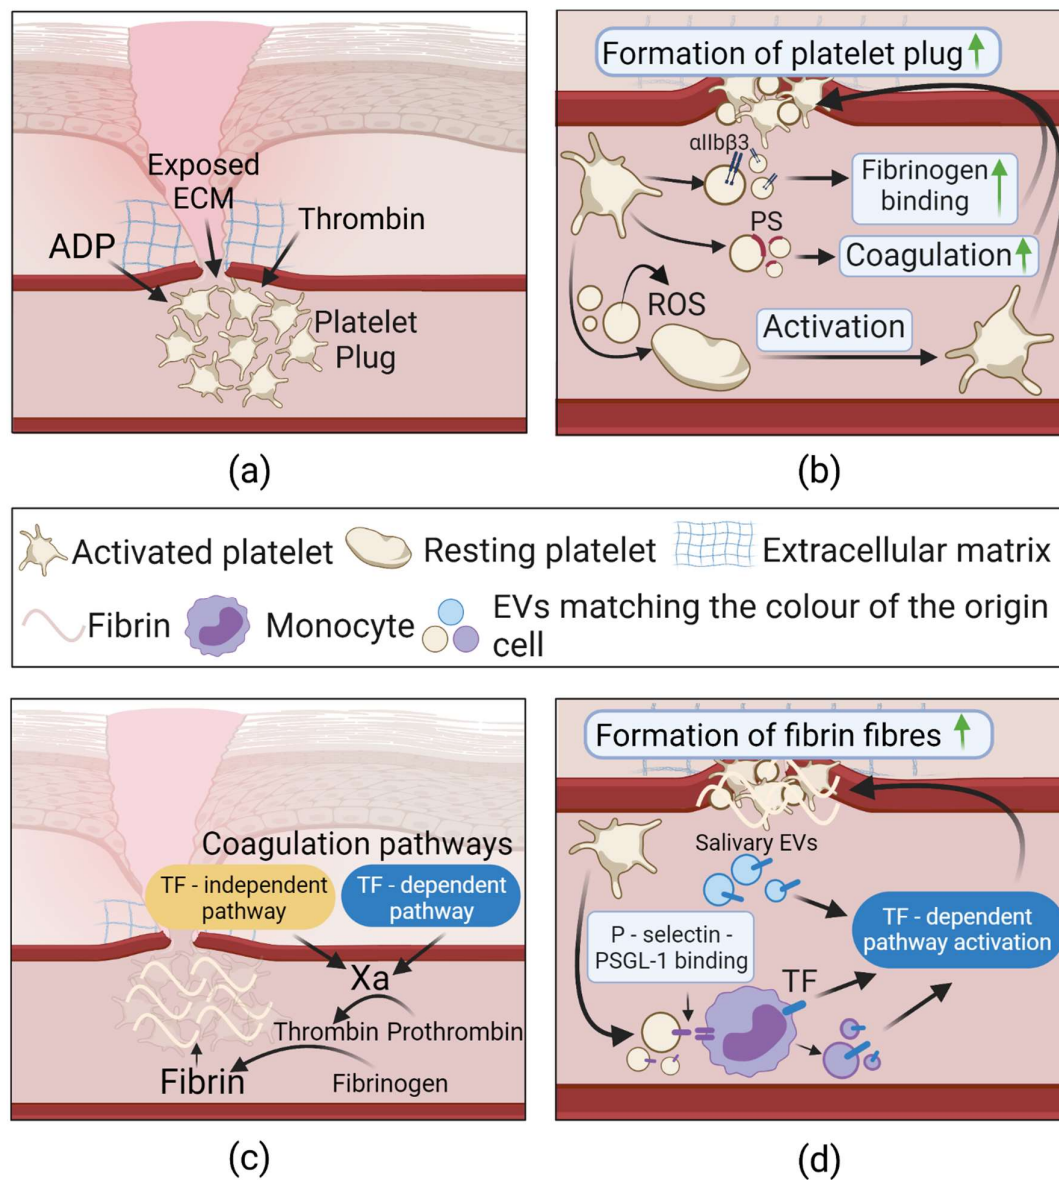 Exposed
ECM
ADP
Thrombin
Platelet
Plug
(a)
Formation of platelet plug
αIIbβ3
Fibrinogen
binding
PS
Coagulation
ROS
Activation
(b)
Activated platelet
Resting platelet
Extracellular matrix
Fibrin
Monocyte
EVs matching the colour of the origin
cell
Coagulation pathways
TF - independent
pathway
TF - dependent
pathway
Xa
Thrombin
Prothrombin
Fibrin
Fibrinogen
(c)
Formation of fibrin fibres
Salivary EVs
TF - dependent
pathway activation
P - selectin -
PSGL-1 binding
TF
(d)